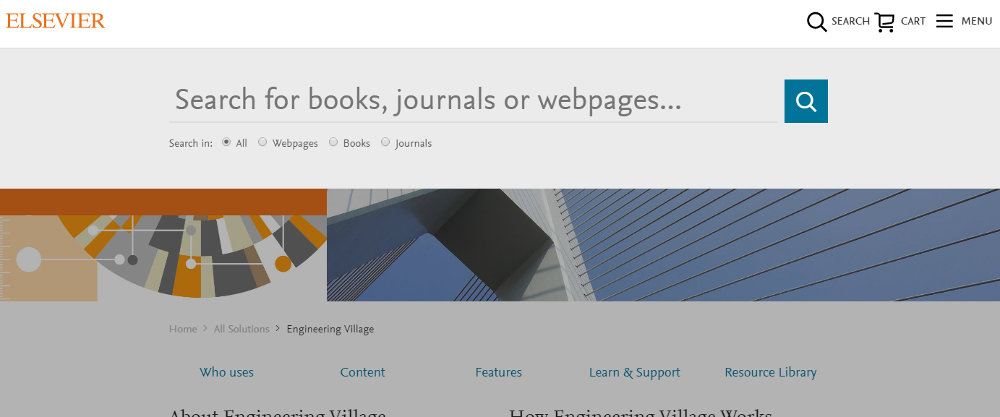 ELSEVIER SEARCH CART MENU
Search for books, journals or webpages...
Search in: All Webpages Books Journals
Home > All Solutions > Engineering Village
Who uses Content Features Learn & Support Resource Library
About Engineering Village How Engineering Village Works